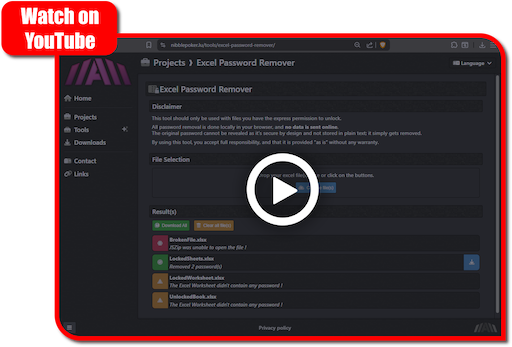 Watch on
YouTube
nibblepoker.lu/tools/excel-password-remover/
Projects ❯ Excel Password Remover
Language
Home
Projects
Tools
Downloads
Contact
Links
Excel Password Remover
Disclaimer
This tool should only be used with files you have the express permission to unlock.
All password removal is done locally in your browser, and no data is sent online.
The original password cannot be revealed as it's secure by design and not stored in plain text; it simply gets removed.
By using this tool, you accept full responsibility, and that it is provided "as is" without any warranty.
File Selection
your excel files or click on the buttons.
Result(s)
Download All
Clear all file(s)
BrokenFile.xlsx
JSZip was unable to open the file !
LockedSheets.xlsx
Removed 2 password(s)
LockedWorksheet.xlsx
The Excel Worksheet didn't contain any password !
UnlockedBook.xlsx
The Excel Worksheet didn't contain any password !
Privacy policy